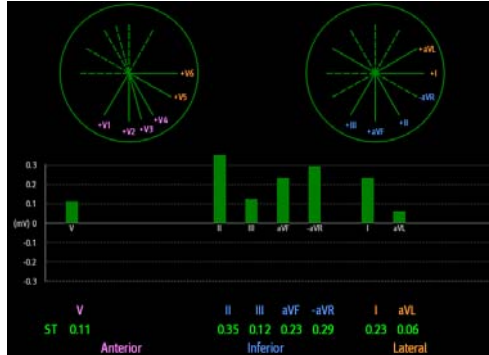 +V6
+V5
+V4
+V3
+V2
+V1
+aVL
+I
-aVR
+II
+aVF
+III
0.3
0.2
0.1
(mV) 0
-0.1
-0.2
-0.3
V II III aVF -aVR I aVL
V II III aVF -aVR I aVL
ST 0.11 0.35 0.12 0.23 0.29 0.23 0.06
Anterior Inferior Lateral